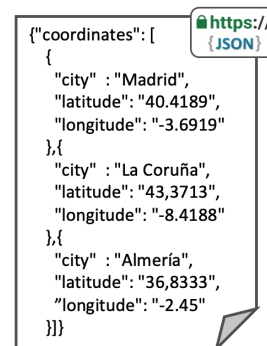 https:/
{JSON}
{"coordinates": [
{
"city" : "Madrid",
"latitude": "40.4189",
"longitude": "-3.6919"
},{
"city" : "La Coruña",
"latitude": "43,3713",
"longitude": "-8.4188"
},{
"city" : "Almería",
"latitude": "36,8333",
”longitude": "-2.45"
}]}